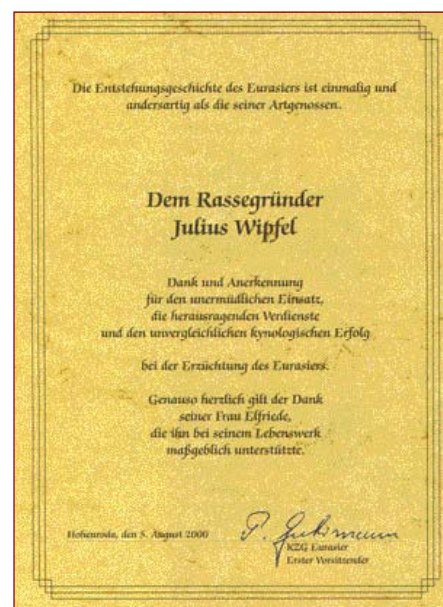 Die Entstehungsgeschichte des Eurasiers ist einmalig und
andersartig als die seiner Artgenossen.
Dem Rassegründer
Julius Wipfel
Dank und Anerkennung
für den unermüdlichen Einsatz,
die herausragenden Verdienste
und den unvergleichlichen kynologischen Erfolg
bei der Erzüchtung des Eurasiers.
Genauso herzlich gilt der Dank
seiner Frau Elfriede,
die ihn bei seinem Lebenswerk
maßgeblich unterstützte.
Hohenroda, den 5. August 2000
KZG Eurasier
Erster Vorsitzender